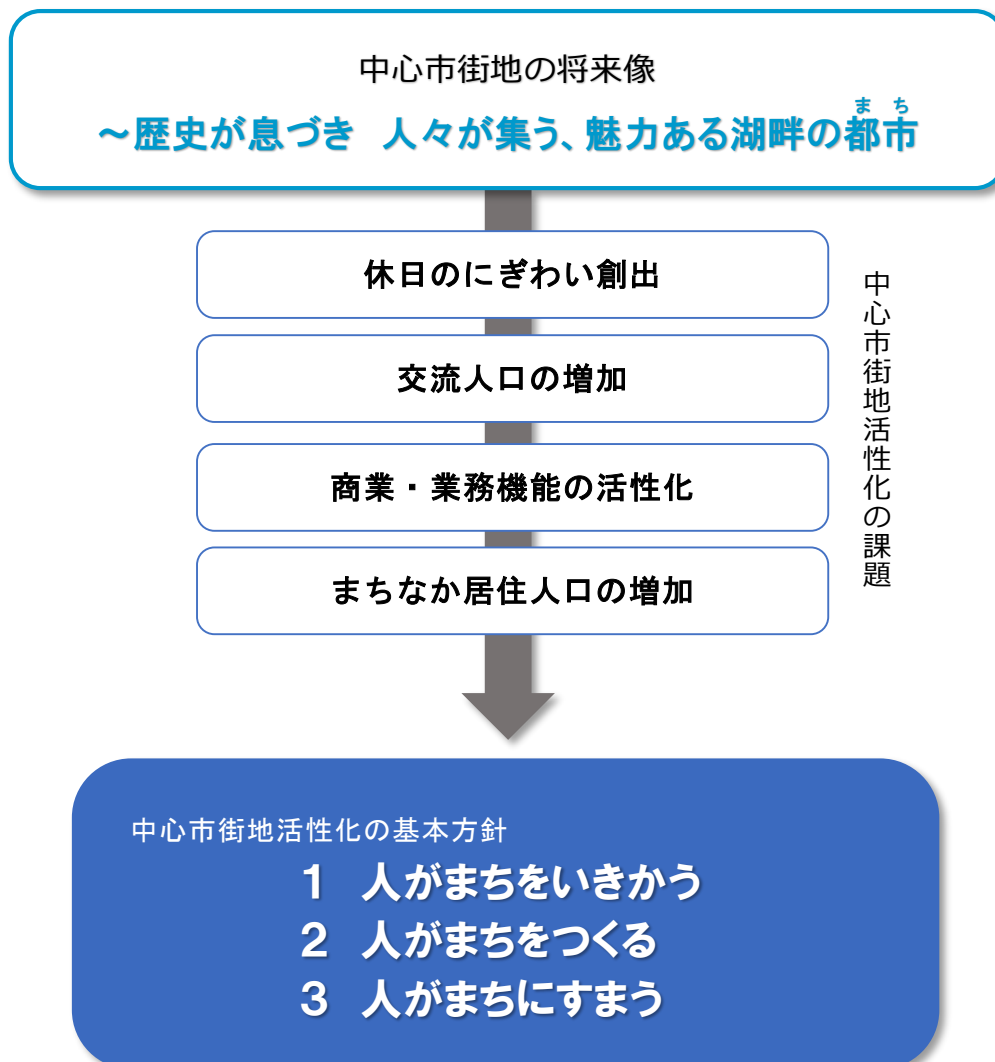 中心市街地の将来像
まち
～歴史が息づき　人々が集う、魅力ある湖畔の都市
休日のにぎわい創出
交流人口の増加
商業・業務機能の活性化
まちなか居住人口の増加
中心市街地活性化の課題
中心市街地活性化の基本方針
1　人がまちをいきかう
2　人がまちをつくる
3　人がまちにすまう